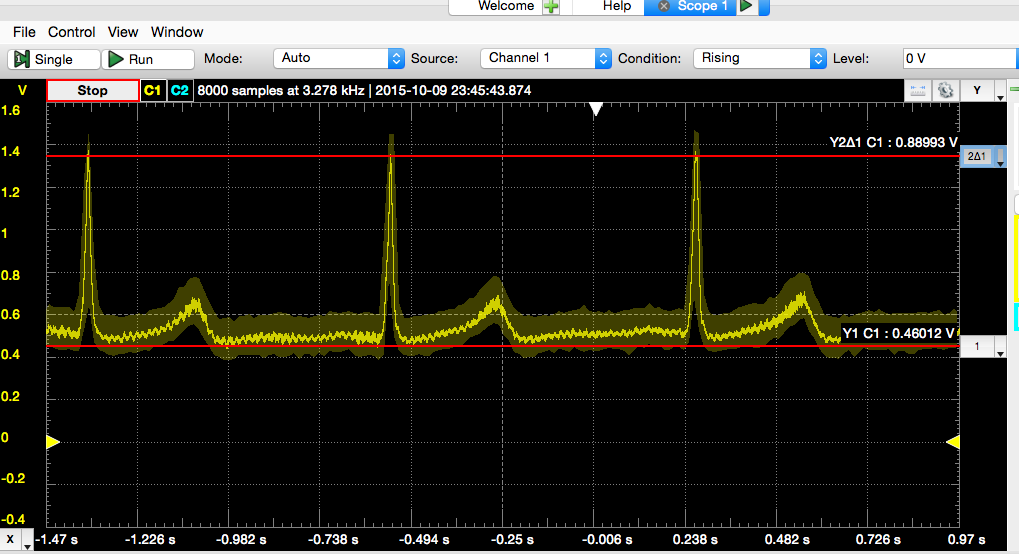 Welcome Help Scope 1
File Control View Window
Single Run Mode: Auto Source: Channel 1 Condition: Rising Level: 0 V
V Stop C1 C2 8000 samples at 3.278 kHz | 2015-10-09 23:45:43.874 Y
1.6
Y2Δ1 C1 : 0.88993 V
1.4 2Δ1
1.2
1
0.8
0.6
Y1 C1 : 0.46012 V
0.4 1
0.2
0
-0.2
-0.4
X -1.47 s -1.226 s -0.982 s -0.738 s -0.494 s -0.25 s -0.006 s 0.238 s 0.482 s 0.726 s 0.97 s